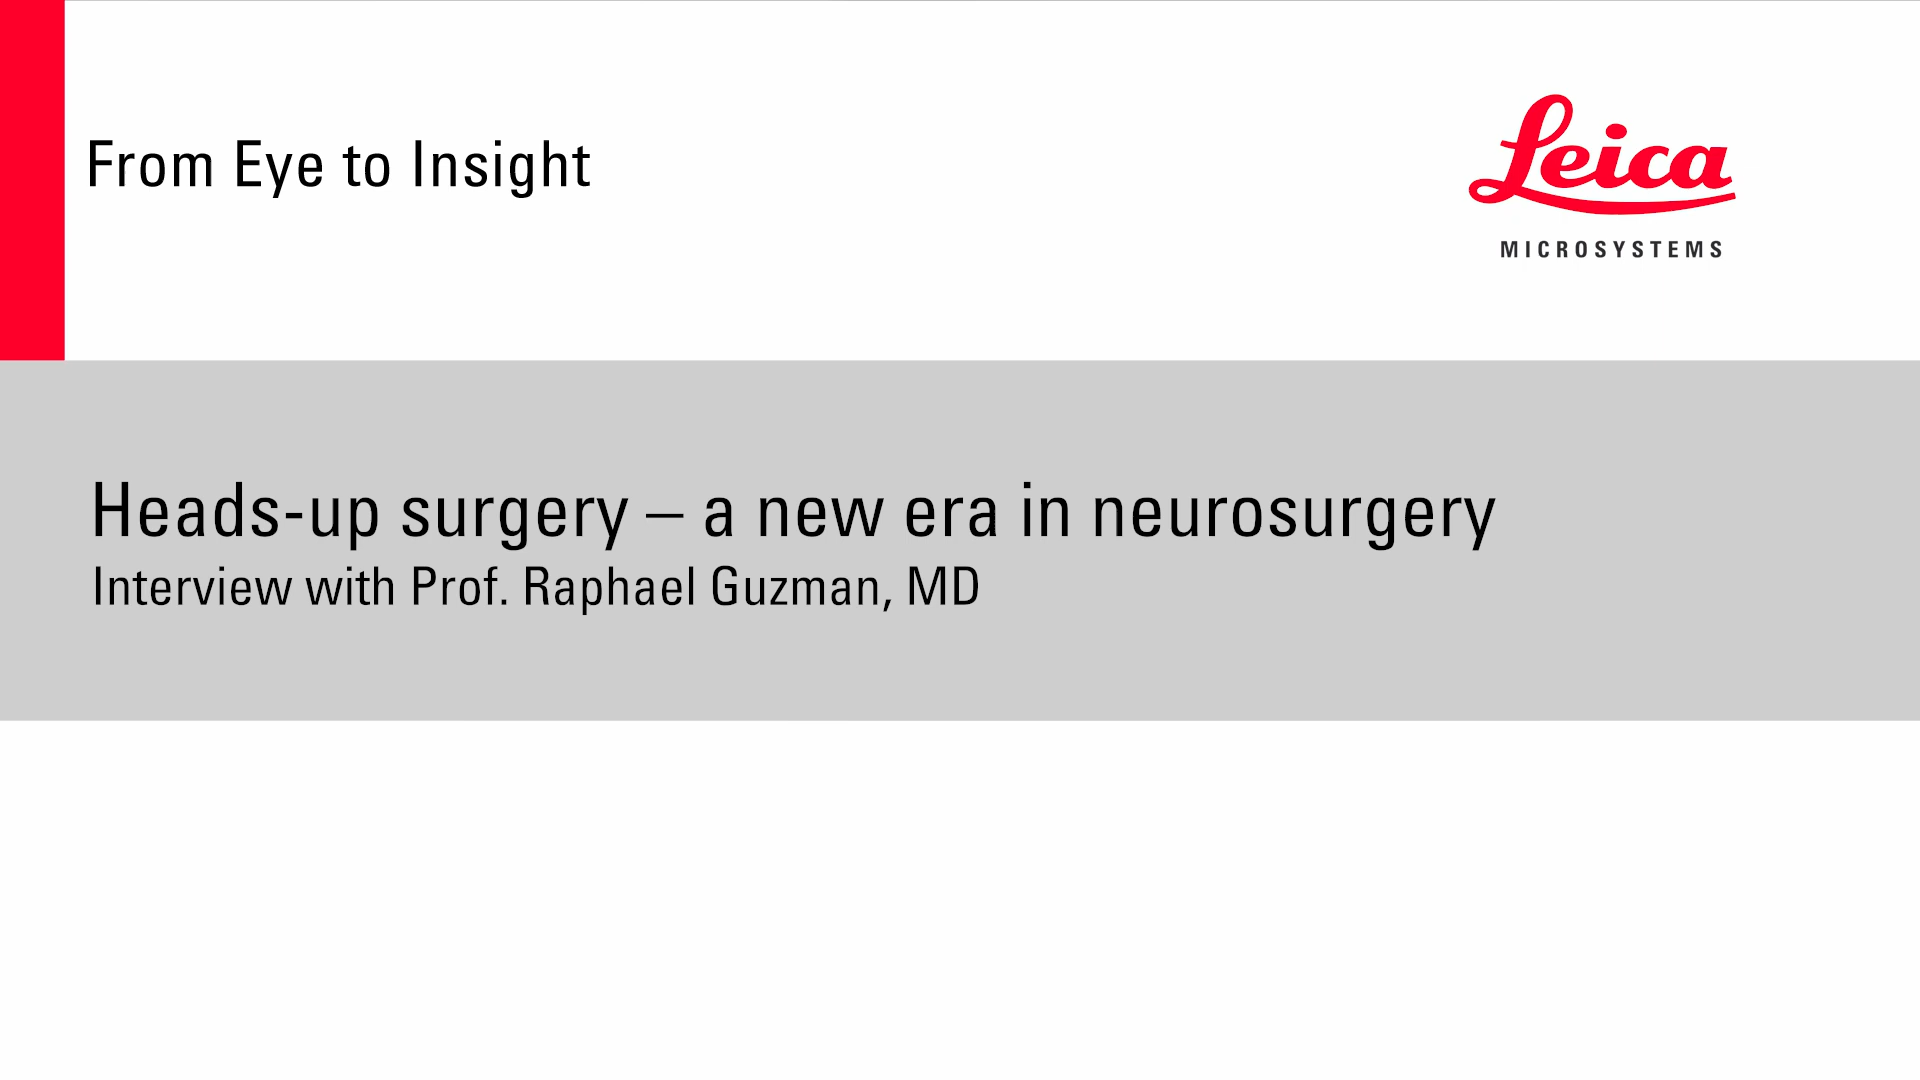 From Eye to Insight
Leica
MICROSYSTEMS
Heads-up surgery – a new era in neurosurgery
Interview with Prof. Raphael Guzman, MD